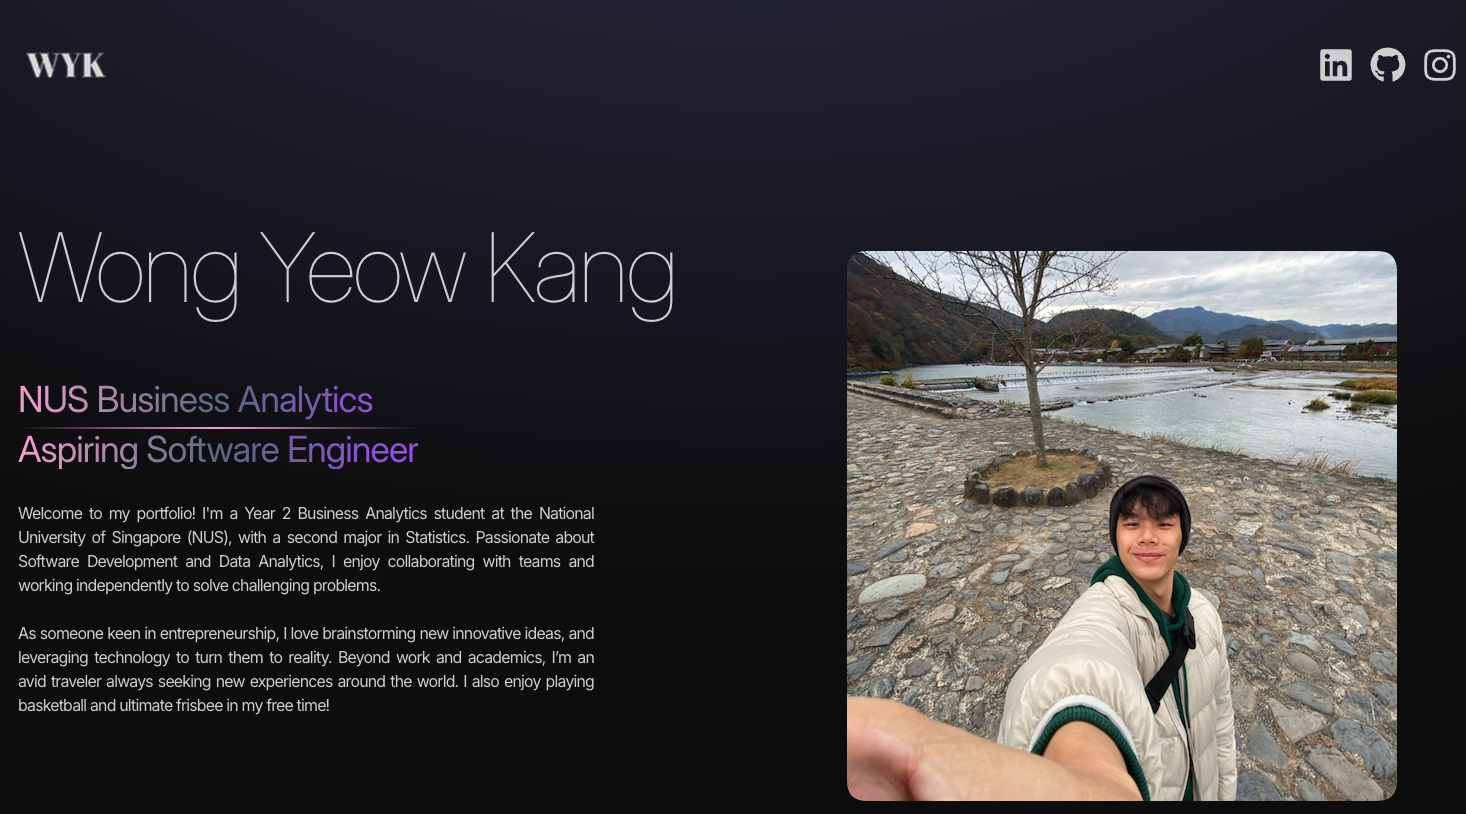 WYK
Wong Yeow Kang
NUS Business Analytics
Aspiring Software Engineer
Welcome to my portfolio! I'm a Year 2 Business Analytics student at the National
University of Singapore (NUS), with a second major in Statistics. Passionate about
Software Development and Data Analytics, I enjoy collaborating with teams and
working independently to solve challenging problems.
As someone keen in entrepreneurship, I love brainstorming new innovative ideas, and
leveraging technology to turn them to reality. Beyond work and academics, I’m an
avid traveler always seeking new experiences around the world. I also enjoy playing
basketball and ultimate frisbee in my free time!